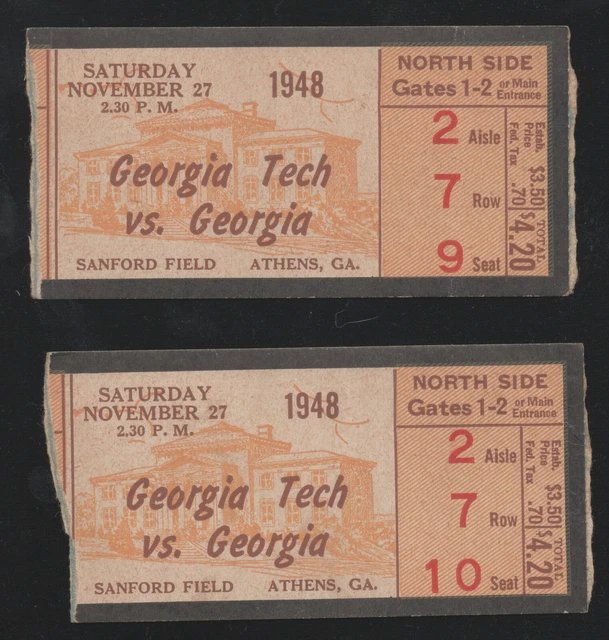 SATURDAY
NOVEMBER 27
2.30 P. M.
1948
Georgia Tech
vs. Georgia
SANFORD FIELD ATHENS, GA.
NORTH SIDE
Gates 1-2 or Main Entrance
2 Aisle
7 Row
9 Seat
Estab. Price $3.50
Fed. Tax .70
TOTAL $4.20
SATURDAY
NOVEMBER 27
2.30 P. M.
1948
Georgia Tech
vs. Georgia
SANFORD FIELD ATHENS, GA.
NORTH SIDE
Gates 1-2 or Main Entrance
2 Aisle
7 Row
10 Seat
Estab. Price $3.50
Fed. Tax .70
TOTAL $4.20